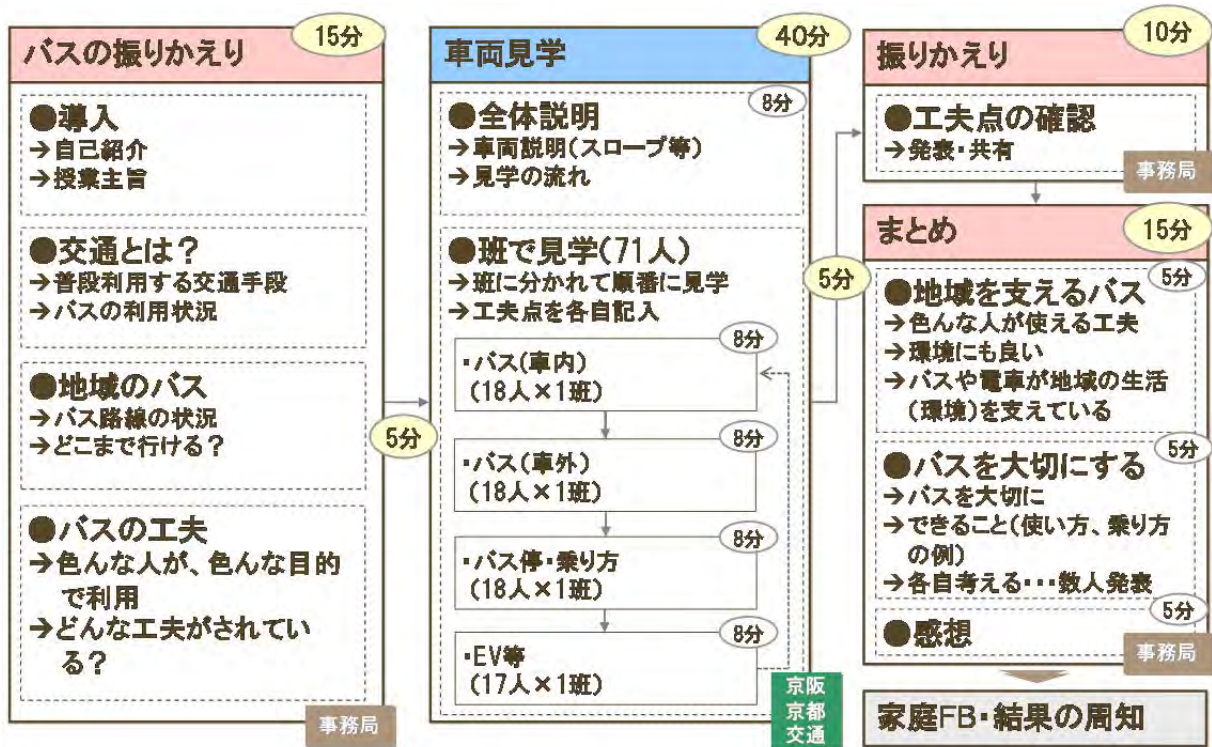 バスの振りかえり
15分
●導入
→自己紹介
→授業主旨
●交通とは?
→普段利用する交通手段
→バスの利用状況
●地域のバス
→バス路線の状況
→どこまで行ける?
●バスの工夫
→色んな人が、色んな目的
で利用
→どんな工夫がされてい
る?
事務局
5分
車両見学
40分
●全体説明
8分
→車両説明(スロープ等)
→見学の流れ
●班で見学(71人)
→班に分かれて順番に見学
→工夫点を各自記入
8分
・バス(車内)
(18人×1班)
8分
・バス(車外)
(18人×1班)
8分
・バス停・乗り方
(18人×1班)
8分
・EV等
(17人×1班)
京阪
京都
交通
5分
振りかえり
10分
●工夫点の確認
→発表・共有
事務局
まとめ
15分
5分
●地域を支えるバス
→色んな人が使える工夫
→環境にも良い
→バスや電車が地域の生活
(環境)を支えている
5分
●バスを大切にする
→バスを大切に
→できること(使い方、乗り方
の例)
→各自考える・・・数人発表
5分
●感想
事務局
家庭FB・結果の周知